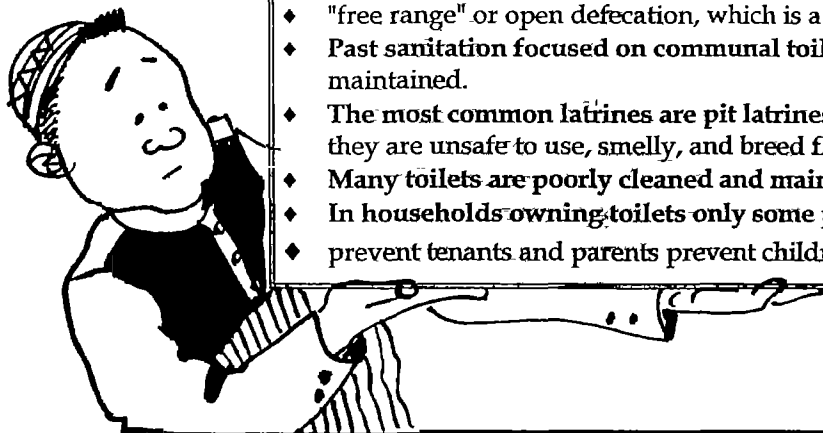 ♦ "free range" or open defecation, which is a
♦ Past sanitation focused on communal toil
maintained.
♦ The most common latrines are pit latrines
they are unsafe to use, smelly, and breed f
♦ Many toilets are poorly cleaned and main
♦ In households owning toilets only some
♦ prevent tenants and parents prevent childr